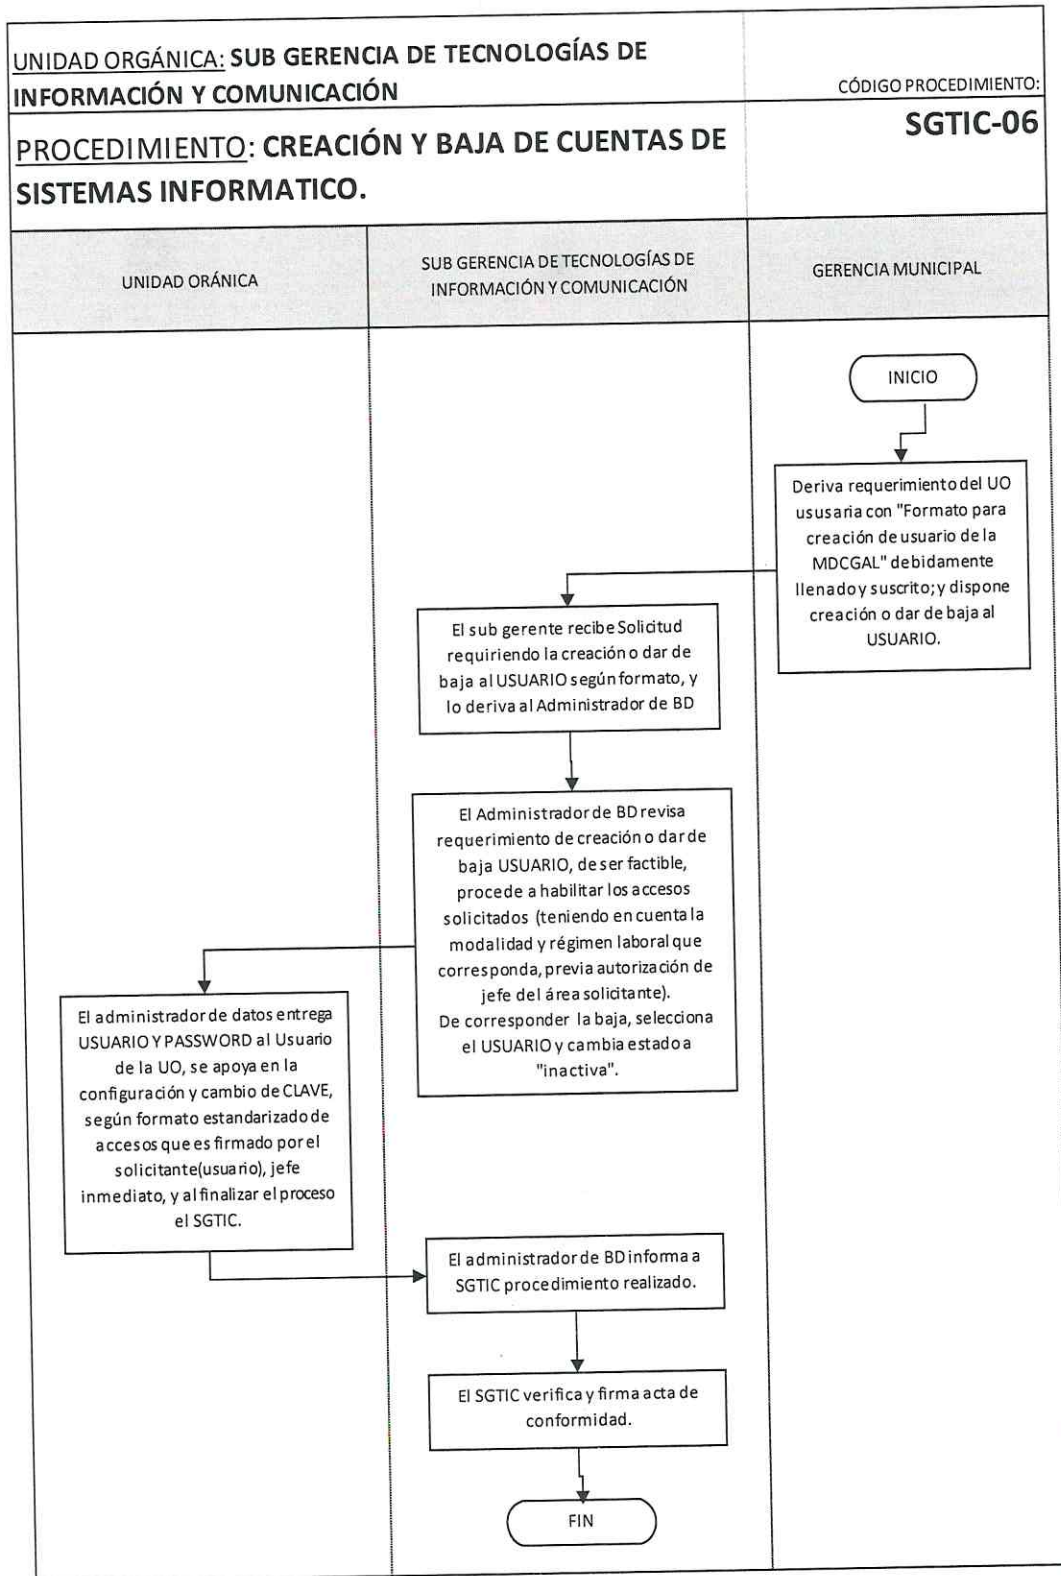 UNIDAD ORGÁNICA: SUB GERENCIA DE TECNOLOGÍAS DE
INFORMACIÓN Y COMUNICACIÓN
CÓDIGO PROCEDIMIENTO:
SGTIC-06
PROCEDIMIENTO: CREACIÓN Y BAJA DE CUENTAS DE
SISTEMAS INFORMATICO.
UNIDAD ORÁNICA
SUB GERENCIA DE TECNOLOGÍAS DE
INFORMACIÓN Y COMUNICACIÓN
GERENCIA MUNICIPAL
INICIO
Deriva requerimiento del UO
ususaria con "Formato para
creación de usuario de la
MDCGAL" debidamente
llenado y suscrito; y dispone
creación o dar de baja al
USUARIO.
El sub gerente recibe Solicitud
requiriendo la creación o dar de
baja al USUARIO según formato, y
lo deriva al Administrador de BD
El Administrador de BD revisa
requerimiento de creación o dar de
baja USUARIO, de ser factible,
procede a habilitar los accesos
solicitados (teniendo en cuenta la
modalidad y régimen laboral que
corresponda, previa autorización de
jefe del área solicitante).
De corresponder la baja, selecciona
el USUARIO y cambia estado a
"inactiva".
El administrador de datos entrega
USUARIO Y PASSWORD al Usuario
de la UO, se apoya en la
configuración y cambio de CLAVE,
según formato estandarizado de
accesos que es firmado por el
solicitante(usuario), jefe
inmediato, y al finalizar el proceso
el SGTIC.
El administrador de BD informa a
SGTIC procedimiento realizado.
El SGTIC verifica y firma acta de
conformidad.
FIN